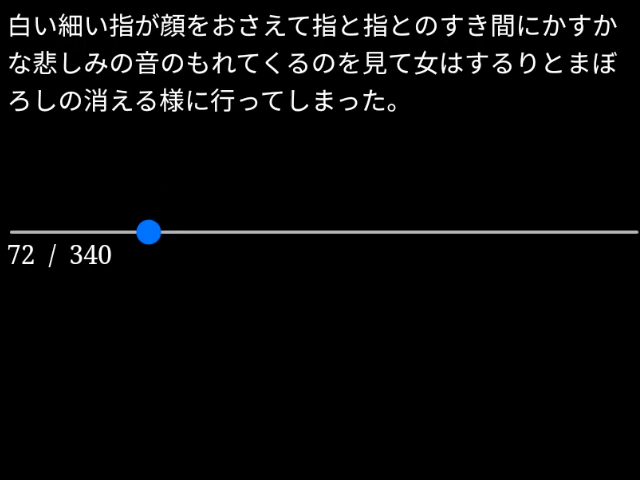 白い細い指が顔をおさえて指と指とのすき間にかすか
な悲しみの音のもれてくるのを見て女はするりとまぼ
ろしの消える様に行ってしまった。
72 / 340